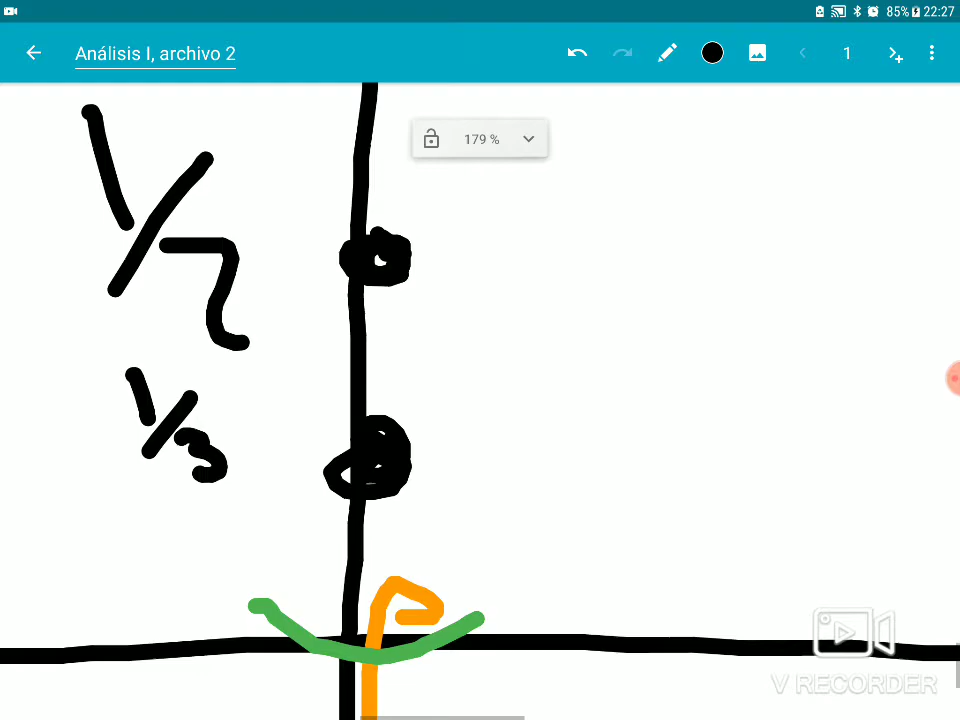 85% 22:27
Análisis I, archivo 2
1
179 %
1/2
1/3
V RECORDER